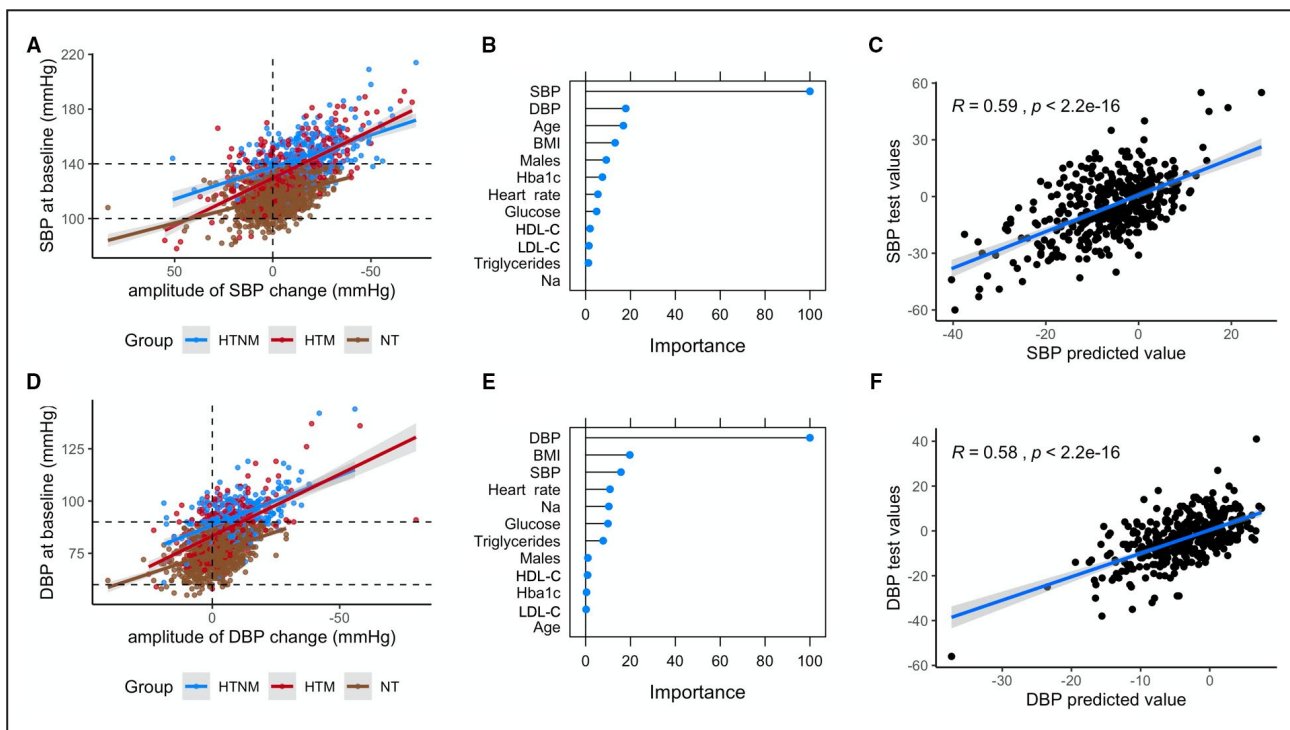 A
SBP at baseline (mmHg)
220
180
140
100
50 0 -50
amplitude of SBP change (mmHg)
Group HTNM HTM NT
B
SBP
DBP
Age
BMI
Males
Hba1c
Heart rate
Glucose
HDL-C
LDL-C
Triglycerides
Na
0 20 40 60 80 100
Importance
C
R = 0.59 , p < 2.2e-16
SBP test values
60
30
0
-30
-60
-40 -20 0 20
SBP predicted value
D
DBP at baseline (mmHg)
125
100
75
0 -50
amplitude of DBP change (mmHg)
Group HTNM HTM NT
E
DBP
BMI
SBP
Heart rate
Na
Glucose
Triglycerides
Males
HDL-C
Hba1c
LDL-C
Age
0 20 40 60 80 100
Importance
F
R = 0.58 , p < 2.2e-16
DBP test values
40
20
0
-20
-40
-60
-30 -20 -10 0
DBP predicted value